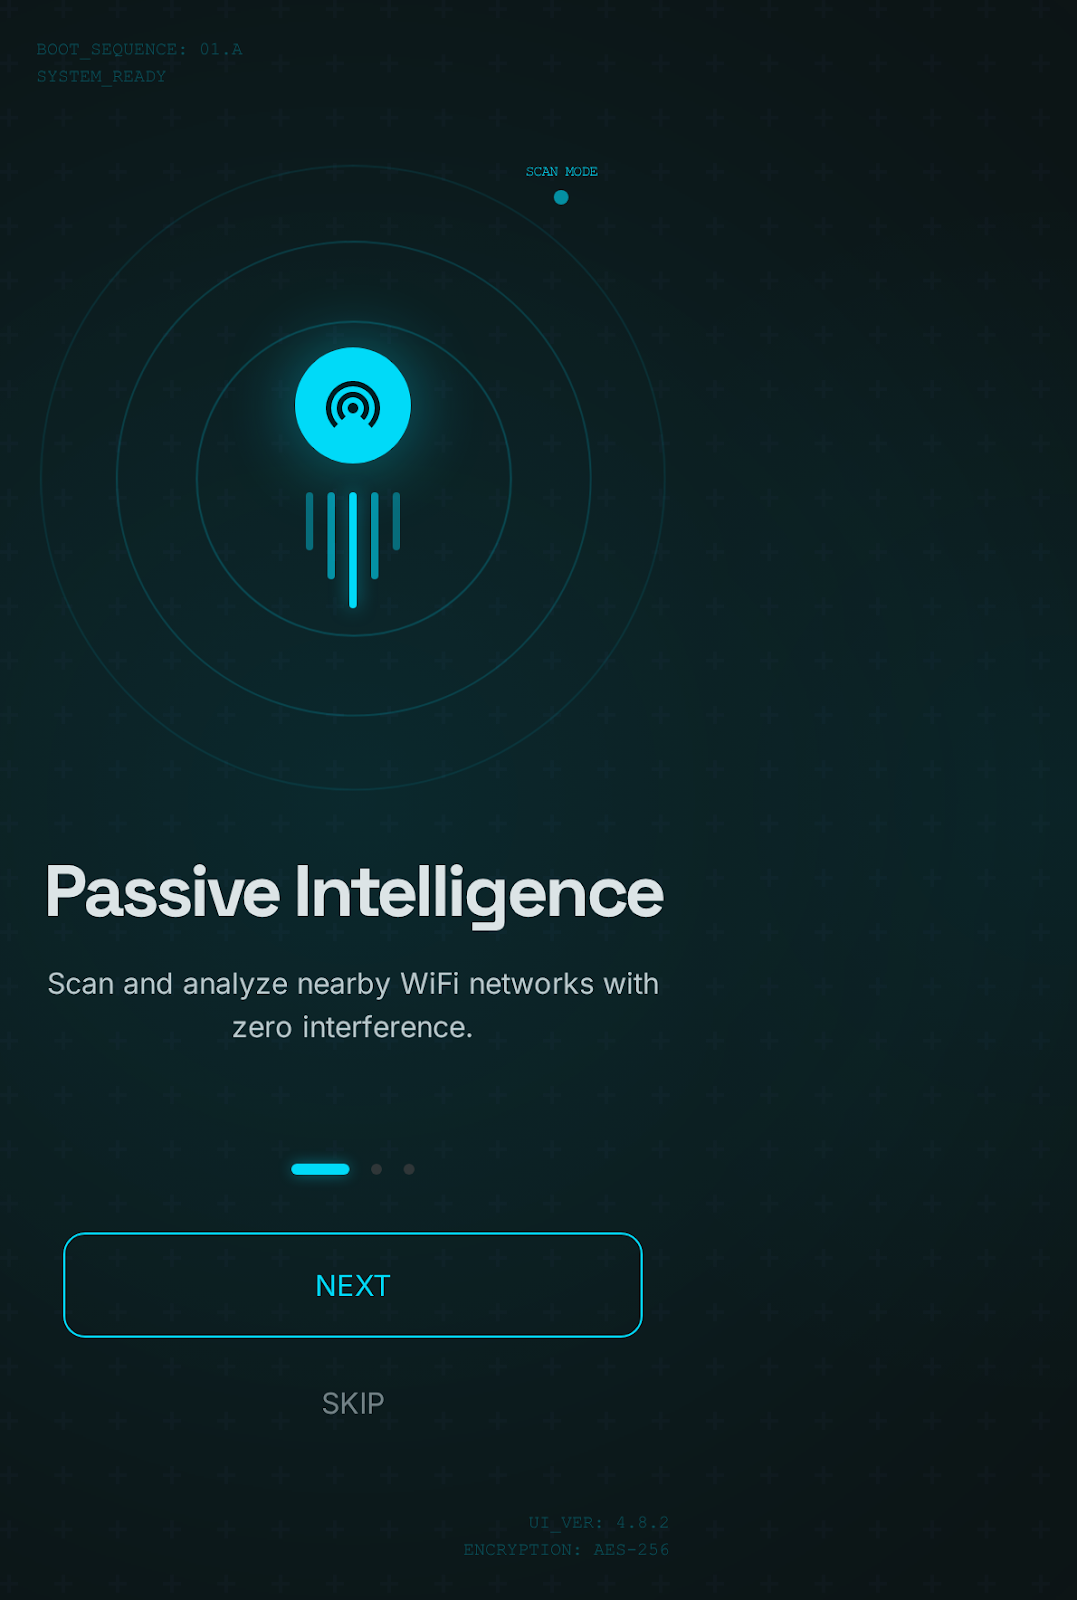 BOOT_SEQUENCE: 01.A
SYSTEM_READY
SCAN MODE
Passive Intelligence
Scan and analyze nearby WiFi networks with
zero interference.
NEXT
SKIP
UI_VER: 4.8.2
ENCRYPTION: AES-256